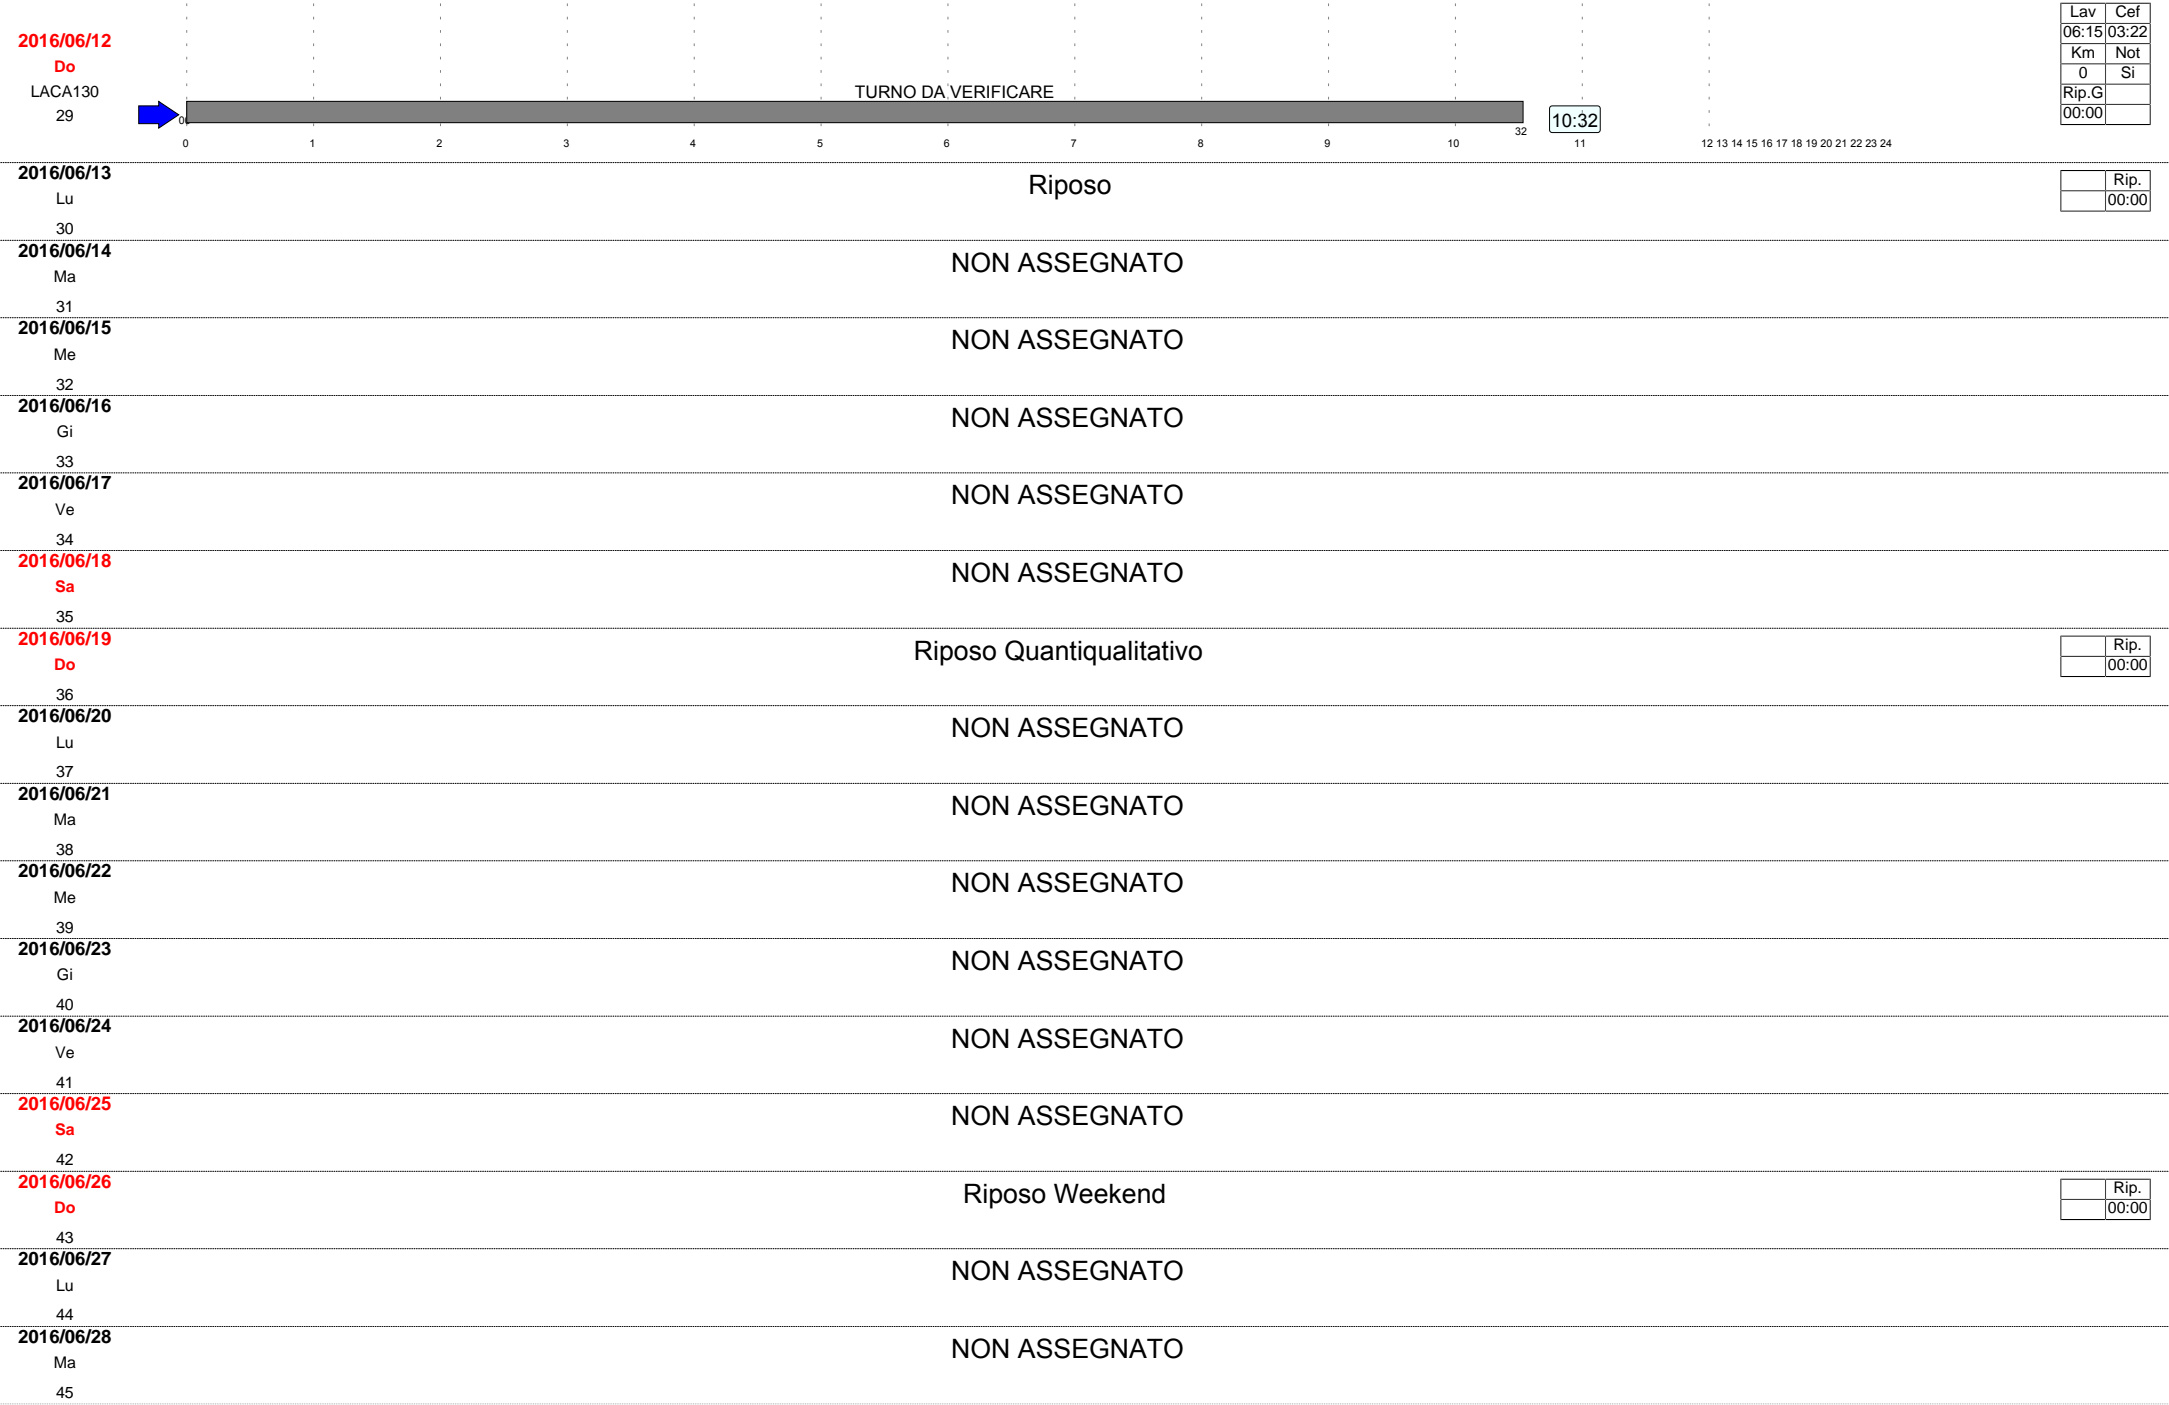 Lav Cef
2016/06/12
06:15 03:22
Do
Km Not
0 Si
LACA130
TURNO DA VERIFICARE
Rip.G
29
10:32
00:00
32
0 1 2 3 4 5 6 7 8 9 10 11 12 13 14 15 16 17 18 19 20 21 22 23 24
2016/06/13
Riposo
Rip.
Lu
00:00
30
2016/06/14
NON ASSEGNATO
Ma
31
2016/06/15
NON ASSEGNATO
Me
32
2016/06/16
NON ASSEGNATO
Gi
33
2016/06/17
NON ASSEGNATO
Ve
34
2016/06/18
NON ASSEGNATO
Sa
35
2016/06/19
Riposo Quantiqualitativo
Rip.
Do
00:00
36
2016/06/20
NON ASSEGNATO
Lu
37
2016/06/21
NON ASSEGNATO
Ma
38
2016/06/22
NON ASSEGNATO
Me
39
2016/06/23
NON ASSEGNATO
Gi
40
2016/06/24
NON ASSEGNATO
Ve
41
2016/06/25
NON ASSEGNATO
Sa
42
2016/06/26
Riposo Weekend
Rip.
Do
00:00
43
2016/06/27
NON ASSEGNATO
Lu
44
2016/06/28
NON ASSEGNATO
Ma
45